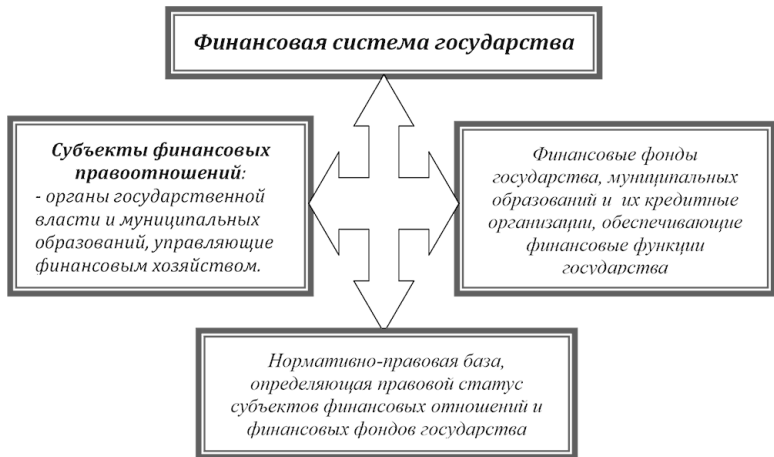 Финансовая система государства
Субъекты финансовых
правоотношений:
- органы государственной
власти и муниципальных
образований, управляющие
финансовым хозяйством.
Финансовые фонды
государства, муниципальных
образований и их кредитные
организации, обеспечивающие
финансовые функции
государства
Нормативно-правовая база,
определяющая правовой статус
субъектов финансовых отношений и
финансовых фондов государства